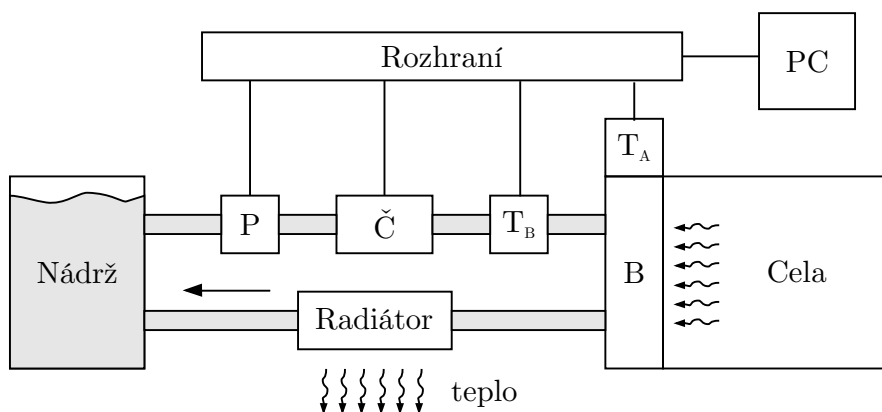 Rozhraní
PC
T_A
P
Č
T_B
Nádrž
B
Cela
Radiátor
teplo